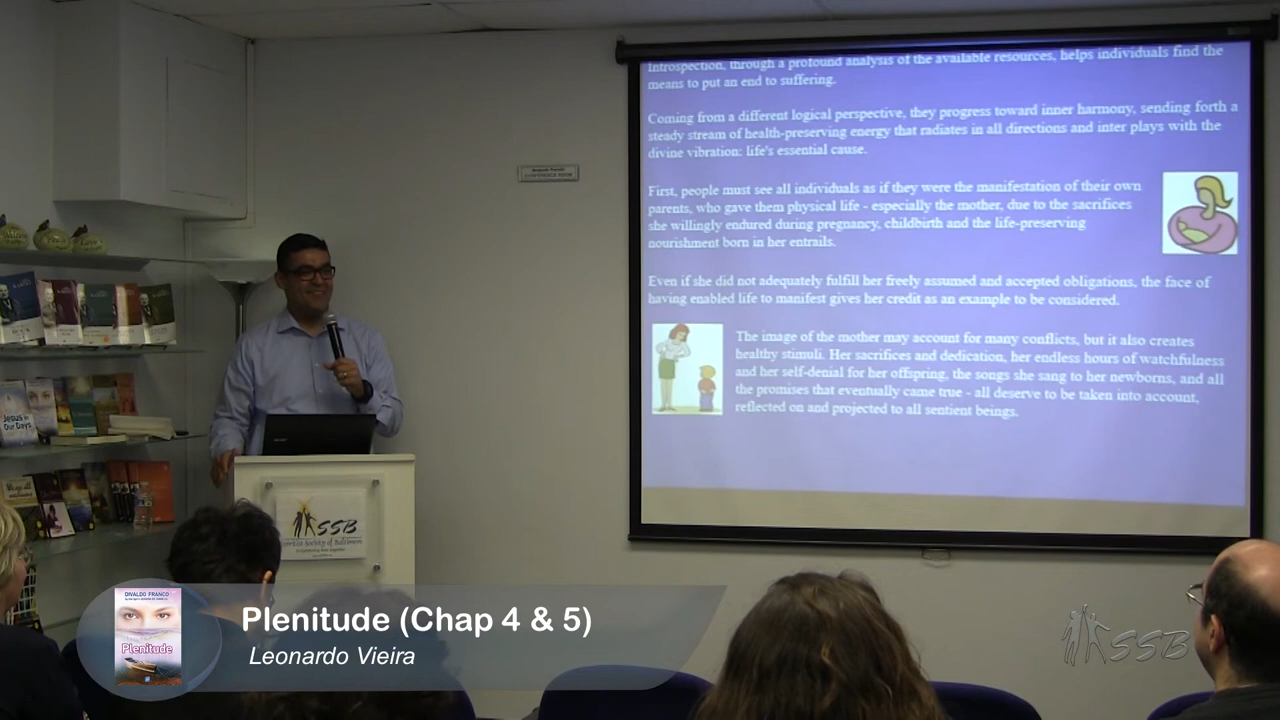 Introspection, through a profound analysis of the available resources, helps individuals find the
means to put an end to suffering.
Coming from a different logical perspective, they progress toward inner harmony, sending forth a
steady stream of health-preserving energy that radiates in all directions and inter plays with the
divine vibration: life's essential cause.
First, people must see all individuals as if they were the manifestation of their own
parents, who gave them physical life - especially the mother, due to the sacrifices
she willingly endured during pregnancy, childbirth and the life-preserving
nourishment born in her entrails.
Even if she did not adequately fulfill her freely assumed and accepted obligations, the face of
having enabled life to manifest gives her credit as an example to be considered.
The image of the mother may account for many conflicts, but it also creates
healthy stimuli. Her sacrifices and dedication, her endless hours of watchfulness
and her self-denial for her offspring, the songs she sang to her newborns, and all
the promises that eventually came true - all deserve to be taken into account,
reflected on and projected to all sentient beings.
CONFERENCE ROOM
Jesus in
Our Days
SSB
Spiritist Society of Baltimore
DIVALDO FRANCO
Plenitude
Plenitude (Chap 4 & 5)
Leonardo Vieira
SSB